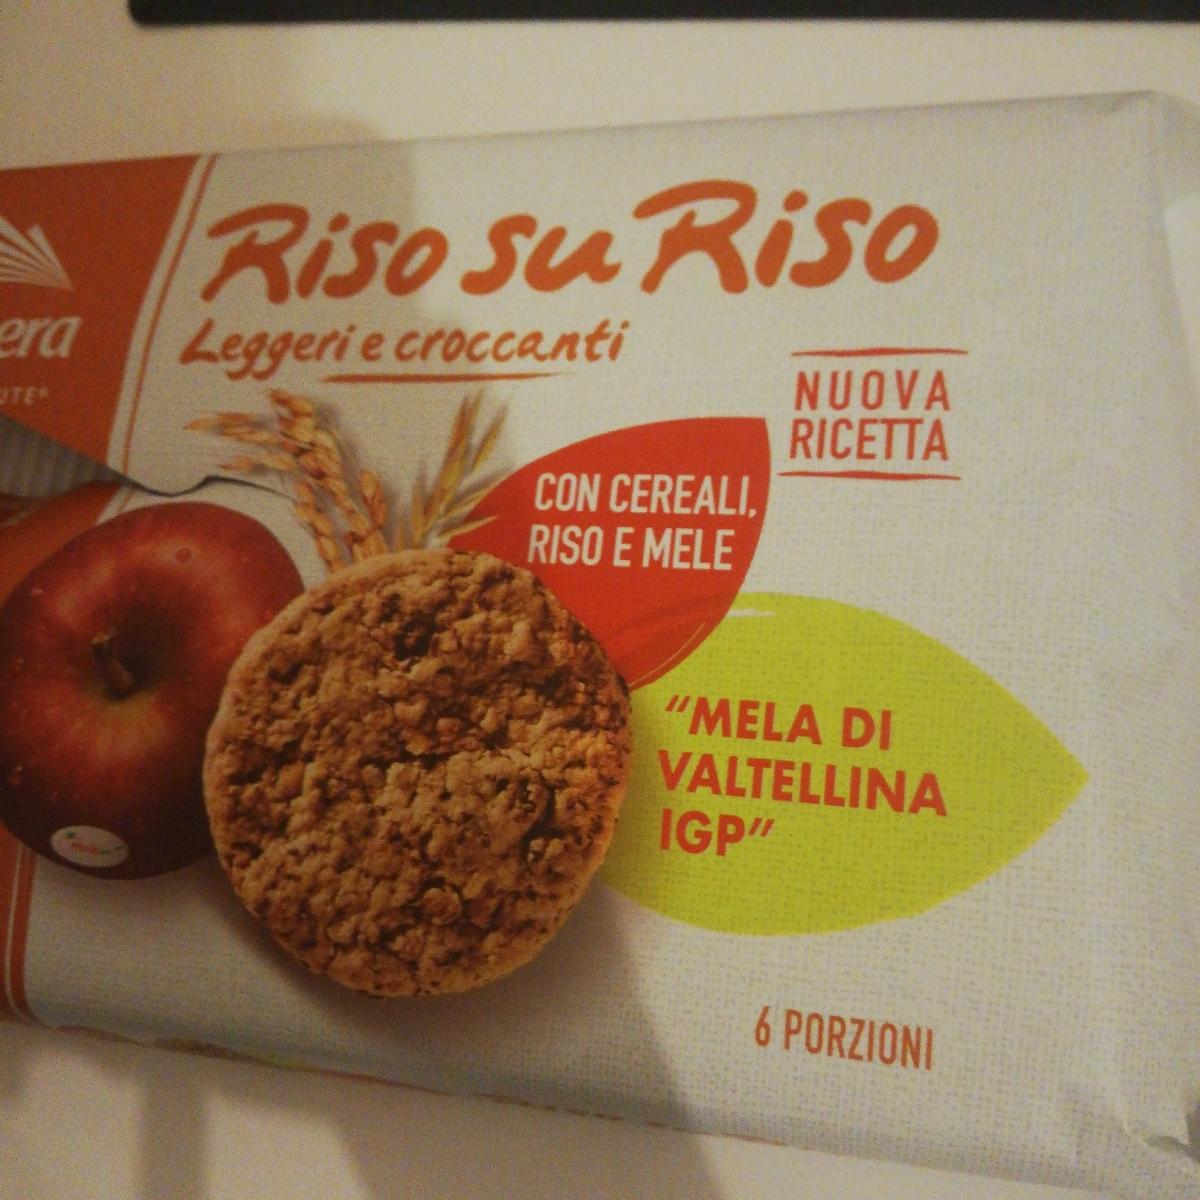 Riso su Riso
Leggeri e croccanti
NUOVA
RICETTA
CON CEREALI,
RISO E MELE
"MELA DI
VALTELLINA
IGP"
6 PORZIONI